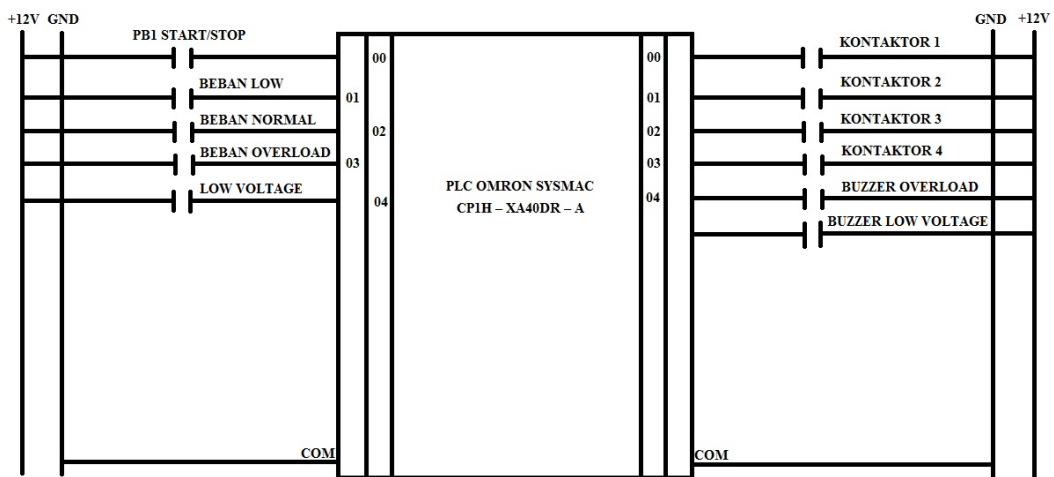 +12V GND
GND +12V
PB1 START/STOP
00
BEBAN LOW
01
BEBAN NORMAL
02
BEBAN OVERLOAD
03
LOW VOLTAGE
04
COM
PLC OMRON SYSMAC
CP1H – XA40DR – A
KONTAKTOR 1
00
KONTAKTOR 2
01
KONTAKTOR 3
02
KONTAKTOR 4
03
BUZZER OVERLOAD
04
BUZZER LOW VOLTAGE
COM